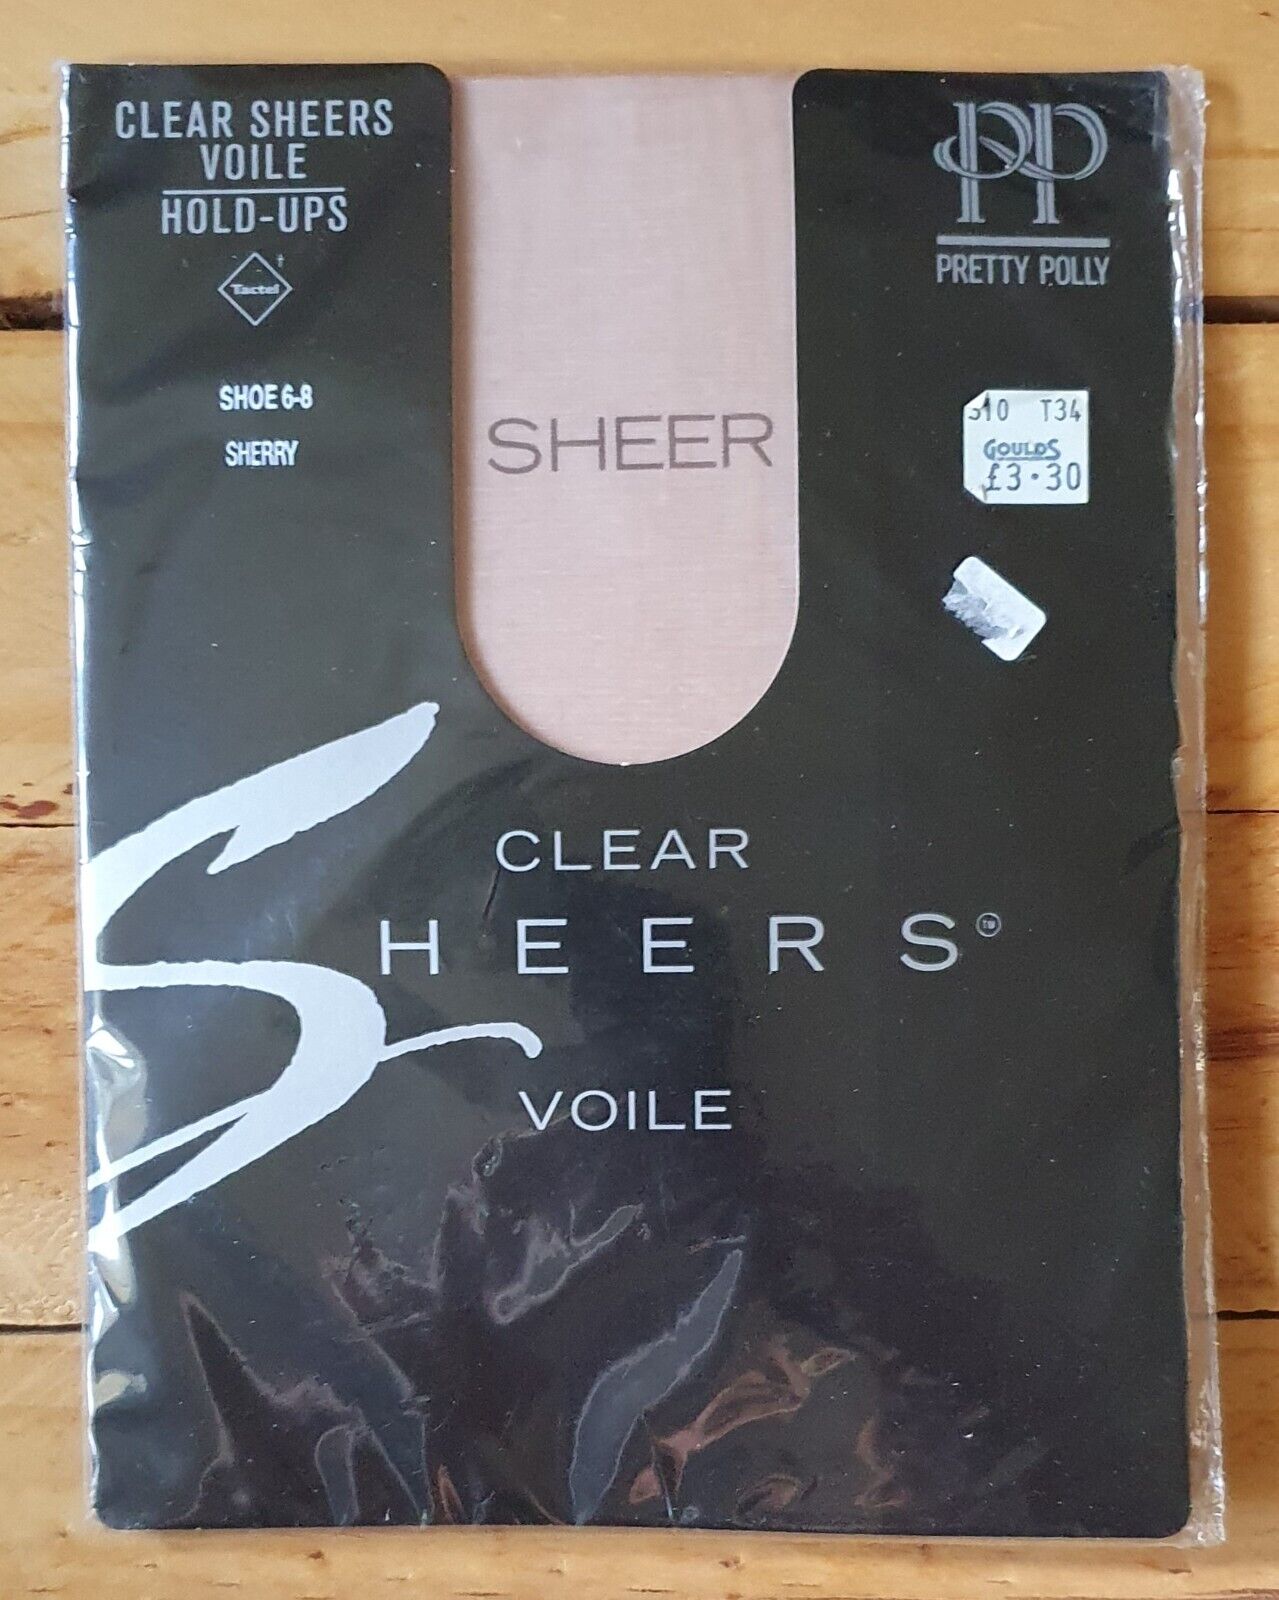 CLEAR SHEERS
VOILE
HOLD-UPS
†
Tactel
SHOE 6-8
SHERRY
SHEER
PP
PRETTY POLLY
T34
GOULDS
£3·30
CLEAR
SHEERS™
VOILE